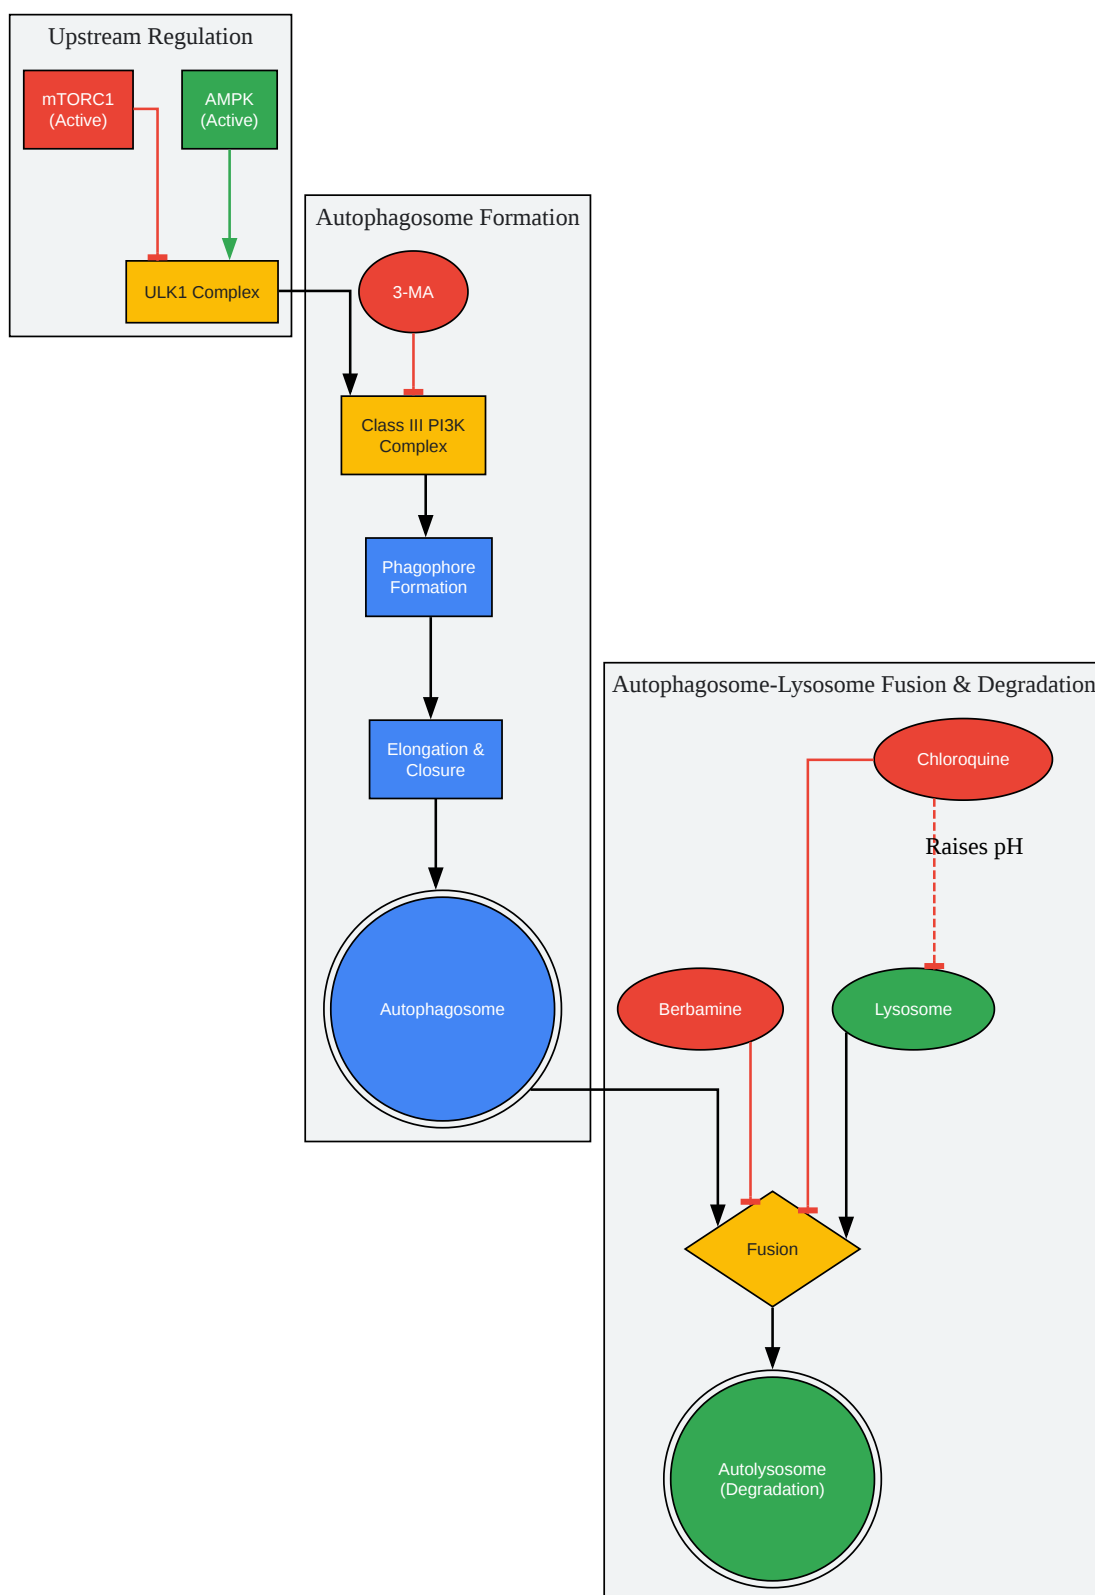 Upstream Regulation
mTORC1
(Active)
AMPK
(Active)
ULK1 Complex
Autophagosome Formation
3-MA
Class III PI3K
Complex
Phagophore
Formation
Elongation &
Closure
Autophagosome
Autophagosome-Lysosome Fusion & Degradation
Chloroquine
Raises pH
Berbamine
Lysosome
Fusion
Autolysosome
(Degradation)